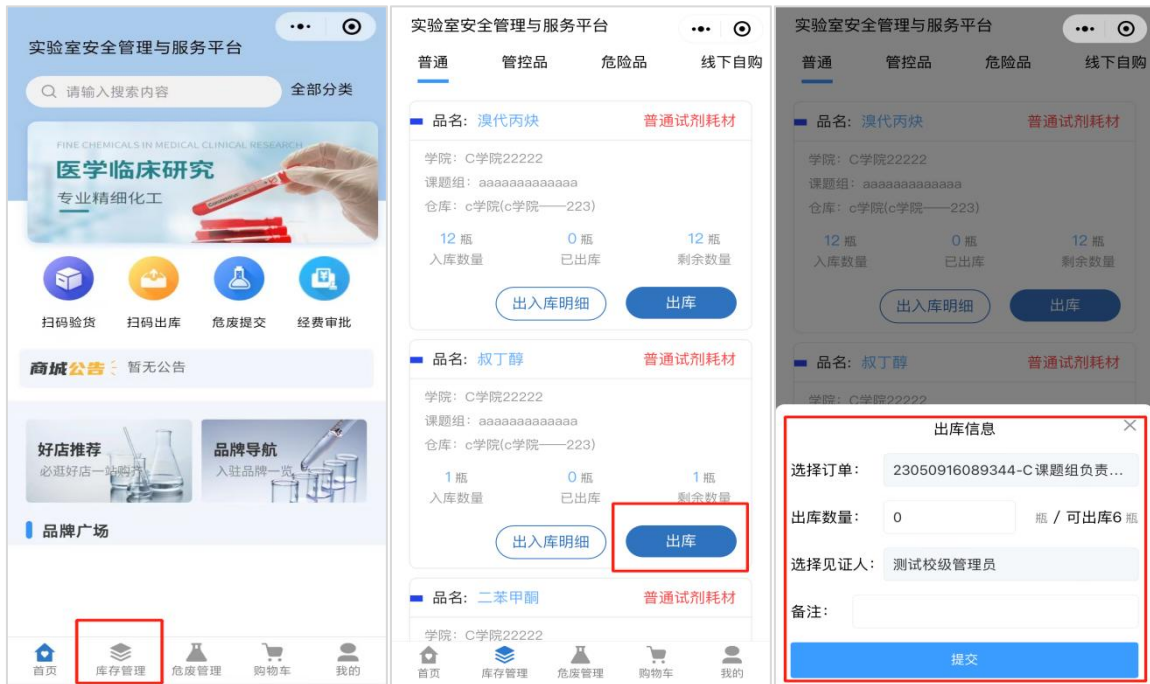 实验室安全管理与服务平台
请输入搜索内容
全部分类
FINE CHEMICALS IN MEDICAL CLINICAL RESEARCH
医学临床研究
专业精细化工
扫码验货
扫码出库
危废提交
经费审批
商城公告
暂无公告
好店推荐
必逛好店一站购齐
品牌导航
入驻品牌一览
品牌广场
首页
库存管理
危废管理
购物车
我的
实验室安全管理与服务平台
普通 管控品 危险品 线下自购
品名: 溴代丙炔 普通试剂耗材
学院: C学院22222
课题组: aaaaaaaaaaaaa
仓库: c学院(c学院——223)
12 瓶 0 瓶 12 瓶
入库数量 已出库 剩余数量
出入库明细 出库
品名: 叔丁醇 普通试剂耗材
学院: C学院22222
课题组: aaaaaaaaaaaaa
仓库: c学院(c学院——223)
1 瓶 0 瓶 1 瓶
入库数量 已出库 剩余数量
出入库明细 出库
品名: 二苯甲酮 普通试剂耗材
学院: C学院22222
首页 库存管理 危废管理 购物车 我的
实验室安全管理与服务平台
普通 管控品 危险品 线下自购
品名: 溴代丙炔 普通试剂耗材
学院: C学院22222
课题组: aaaaaaaaaaaaa
仓库: c学院(c学院——223)
12 瓶 0 瓶 12 瓶
入库数量 已出库 剩余数量
出入库明细 出库
品名: 叔丁醇 普通试剂耗材
学院: C学院22222
出库信息
选择订单: 23050916089344-C课题组负责...
出库数量: 0 瓶 / 可出库6 瓶
选择见证人: 测试校级管理员
备注:
提交